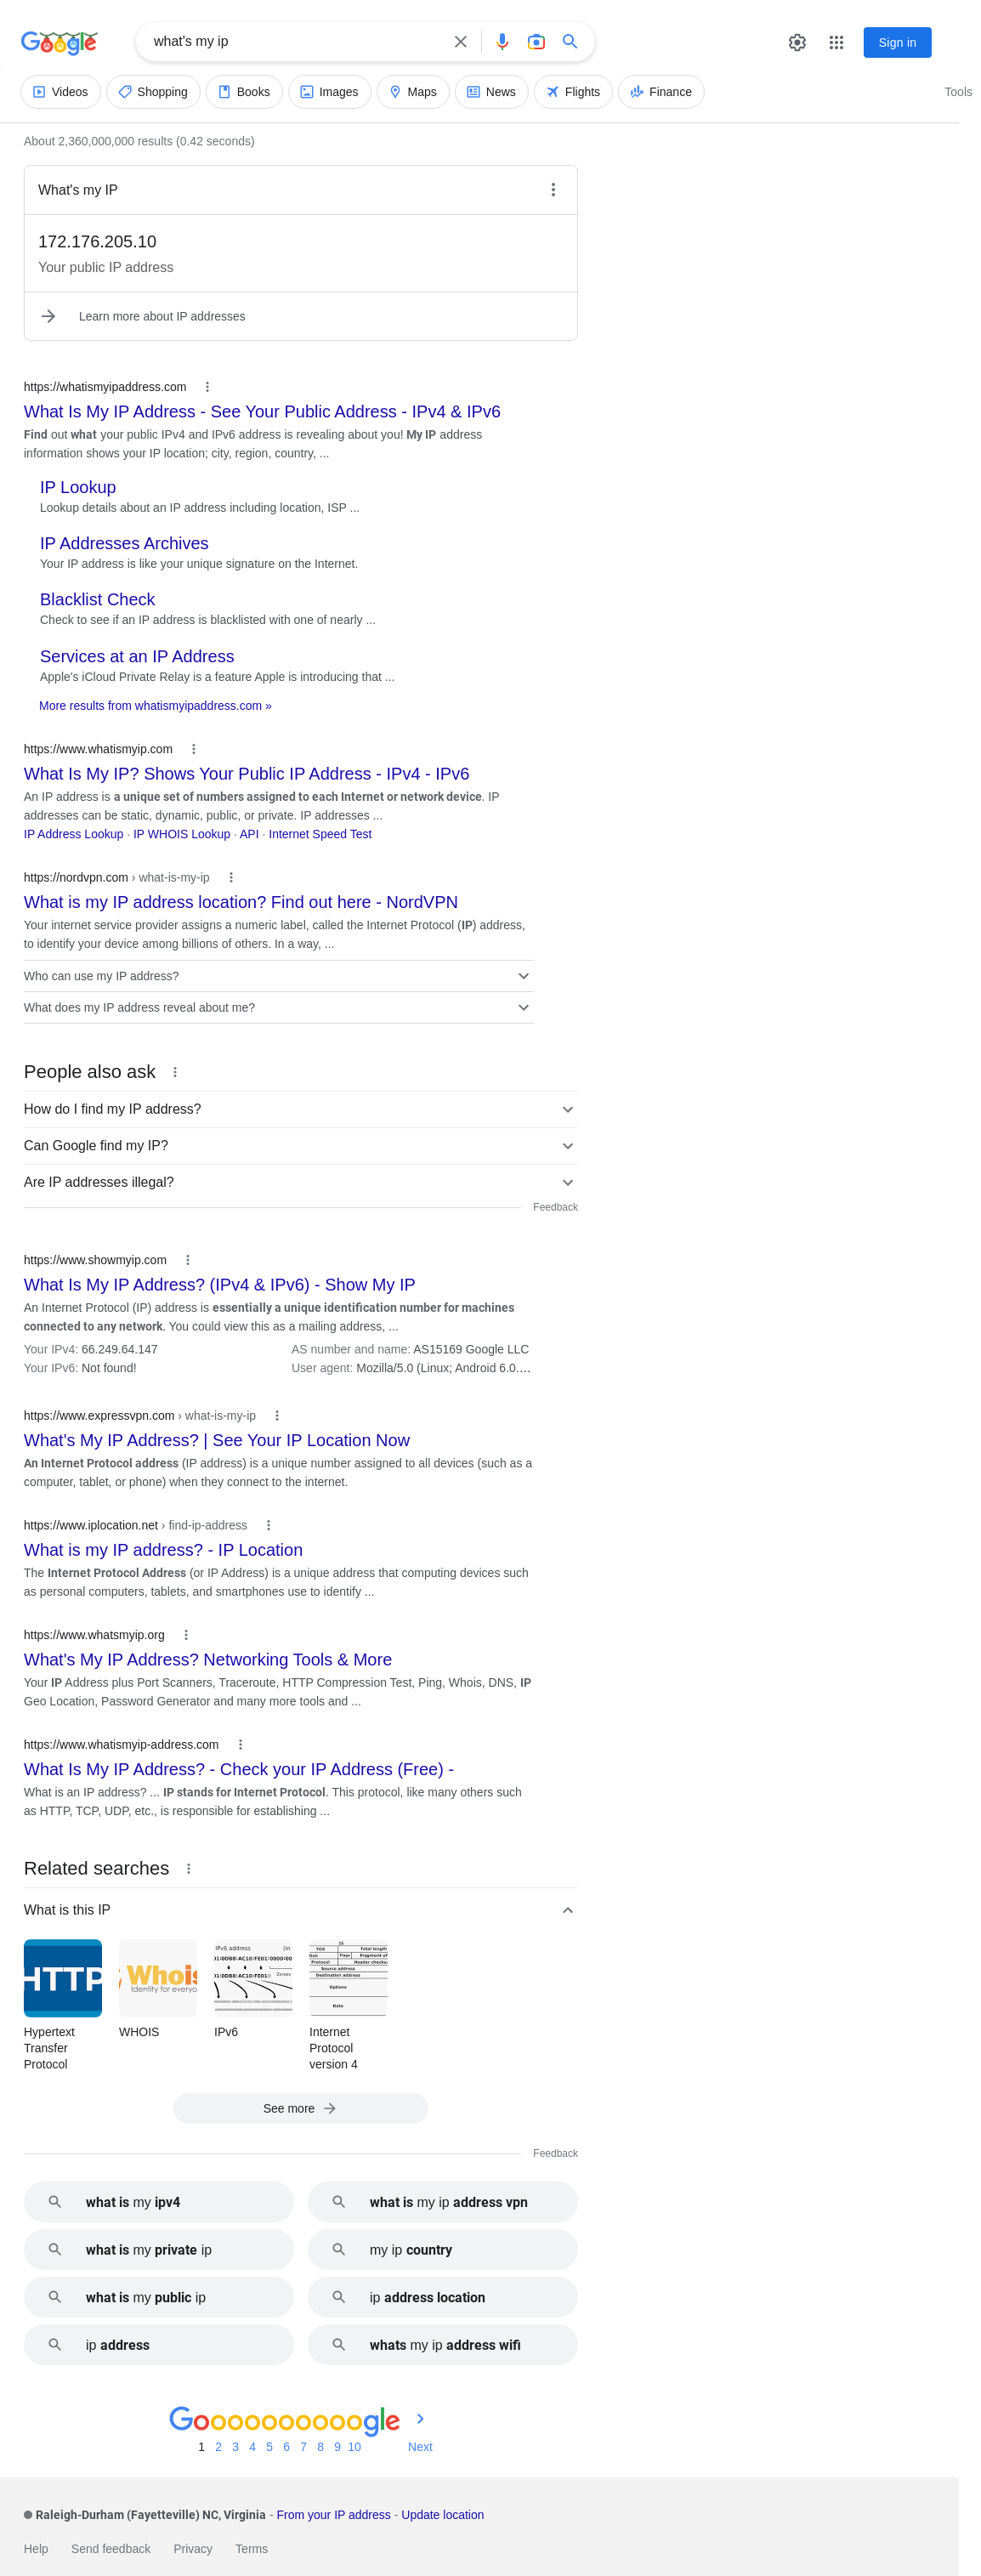 Google
what's my ip
Sign in
Videos
Shopping
Books
Images
Maps
News
Flights
Finance
Tools
About 2,360,000,000 results (0.42 seconds)
What's my IP
172.176.205.10
Your public IP address
Learn more about IP addresses
https://whatismyipaddress.com
What Is My IP Address - See Your Public Address - IPv4 & IPv6
Find out what your public IPv4 and IPv6 address is revealing about you! My IP address
information shows your IP location; city, region, country, ...
IP Lookup
Lookup details about an IP address including location, ISP ...
IP Addresses Archives
Your IP address is like your unique signature on the Internet.
Blacklist Check
Check to see if an IP address is blacklisted with one of nearly ...
Services at an IP Address
Apple's iCloud Private Relay is a feature Apple is introducing that ...
More results from whatismyipaddress.com »
https://www.whatismyip.com
What Is My IP? Shows Your Public IP Address - IPv4 - IPv6
An IP address is a unique set of numbers assigned to each Internet or network device. IP
addresses can be static, dynamic, public, or private. IP addresses ...
IP Address Lookup · IP WHOIS Lookup · API · Internet Speed Test
https://nordvpn.com › what-is-my-ip
What is my IP address location? Find out here - NordVPN
Your internet service provider assigns a numeric label, called the Internet Protocol (IP) address,
to identify your device among billions of others. In a way, ...
Who can use my IP address?
What does my IP address reveal about me?
People also ask
How do I find my IP address?
Can Google find my IP?
Are IP addresses illegal?
Feedback
https://www.showmyip.com
What Is My IP Address? (IPv4 & IPv6) - Show My IP
An Internet Protocol (IP) address is essentially a unique identification number for machines
connected to any network. You could view this as a mailing address, ...
Your IPv4: 66.249.64.147
AS number and name: AS15169 Google LLC
Your IPv6: Not found!
User agent: Mozilla/5.0 (Linux; Android 6.0....
https://www.expressvpn.com › what-is-my-ip
What's My IP Address? | See Your IP Location Now
An Internet Protocol address (IP address) is a unique number assigned to all devices (such as a
computer, tablet, or phone) when they connect to the internet.
https://www.iplocation.net › find-ip-address
What is my IP address? - IP Location
The Internet Protocol Address (or IP Address) is a unique address that computing devices such
as personal computers, tablets, and smartphones use to identify ...
https://www.whatsmyip.org
What's My IP Address? Networking Tools & More
Your IP Address plus Port Scanners, Traceroute, HTTP Compression Test, Ping, Whois, DNS, IP
Geo Location, Password Generator and many more tools and ...
https://www.whatismyip-address.com
What Is My IP Address? - Check your IP Address (Free) -
What is an IP address? ... IP stands for Internet Protocol. This protocol, like many others such
as HTTP, TCP, UDP, etc., is responsible for establishing ...
Related searches
What is this IP
HTTP
Whois
Identity for everyo
IPv6 address (in
01:0DB8:AC10:FE01:0000:00
Zeroes
16
TOS Total length
Flags Fragment of
Protocol Header checksu
Source address
Destination address
Options
Data
Hypertext
Transfer
Protocol
WHOIS
IPv6
Internet
Protocol
version 4
See more
Feedback
what is my ipv4
what is my ip address vpn
what is my private ip
my ip country
what is my public ip
ip address location
ip address
whats my ip address wifi
Goooooooooogle
1 2 3 4 5 6 7 8 9 10 Next
Raleigh-Durham (Fayetteville) NC, Virginia - From your IP address - Update location
Help Send feedback Privacy Terms